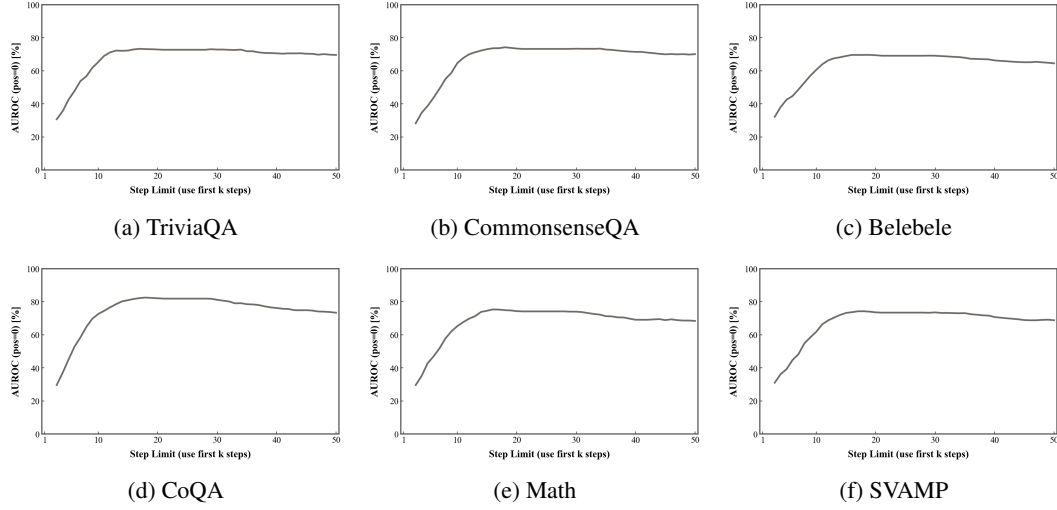 100
80
60
40
20
0
AUROC (pos=0) [%]
1 10 20 30 40 50
Step Limit (use first k steps)
(a) TriviaQA
100
80
60
40
20
0
AUROC (pos=0) [%]
1 10 20 30 40 50
Step Limit (use first k steps)
(b) CommonsenseQA
100
80
60
40
20
0
AUROC (pos=0) [%]
1 10 20 30 40 50
Step Limit (use first k steps)
(c) Belebele
100
80
60
40
20
0
AUROC (pos=0) [%]
1 10 20 30 40 50
Step Limit (use first k steps)
(d) CoQA
100
80
60
40
20
0
AUROC (pos=0) [%]
1 10 20 30 40 50
Step Limit (use first k steps)
(e) Math
100
80
60
40
20
0
AUROC (pos=0) [%]
1 10 20 30 40 50
Step Limit (use first k steps)
(f) SVAMP